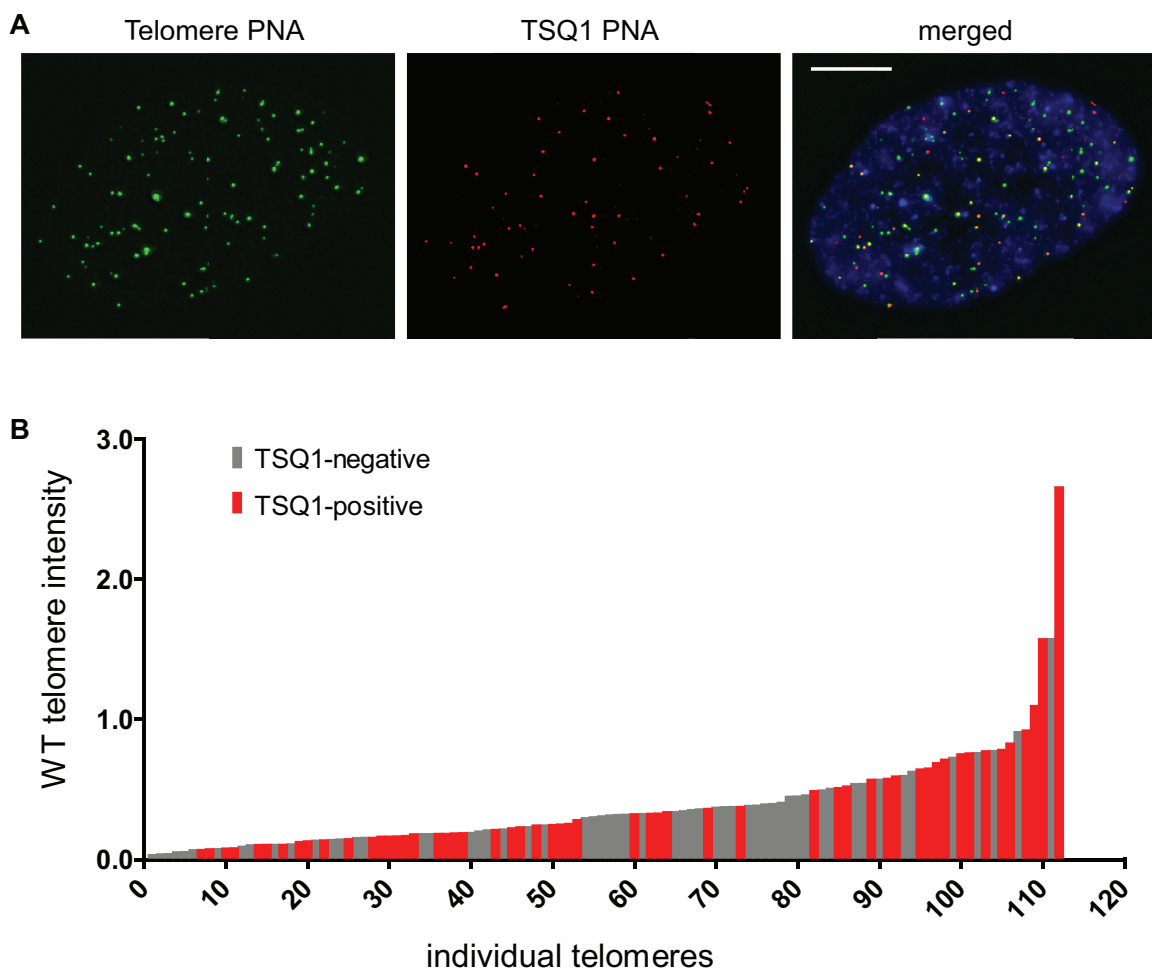 A
Telomere PNA
TSQ1 PNA
merged
B
WT telomere intensity
3.0
2.0
1.0
0.0
TSQ1-negative
TSQ1-positive
0
10
20
30
40
50
60
70
80
90
100
110
120
individual telomeres